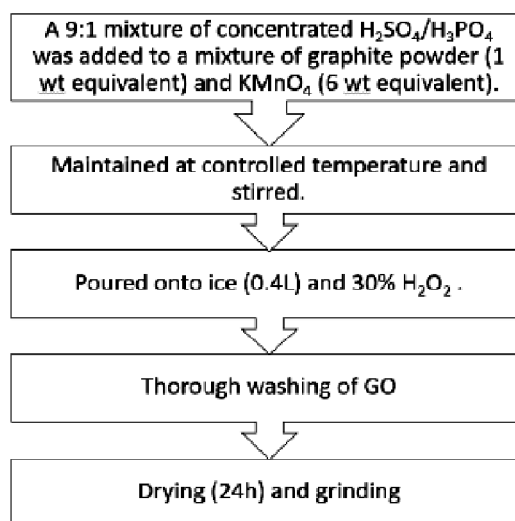 A 9:1 mixture of concentrated H₂SO₄/H₃PO₄
was added to a mixture of graphite powder (1
wt equivalent) and KMnO₄ (6 wt equivalent).
Maintained at controlled temperature and
stirred.
Poured onto ice (0.4L) and 30% H₂O₂ .
Thorough washing of GO
Drying (24h) and grinding